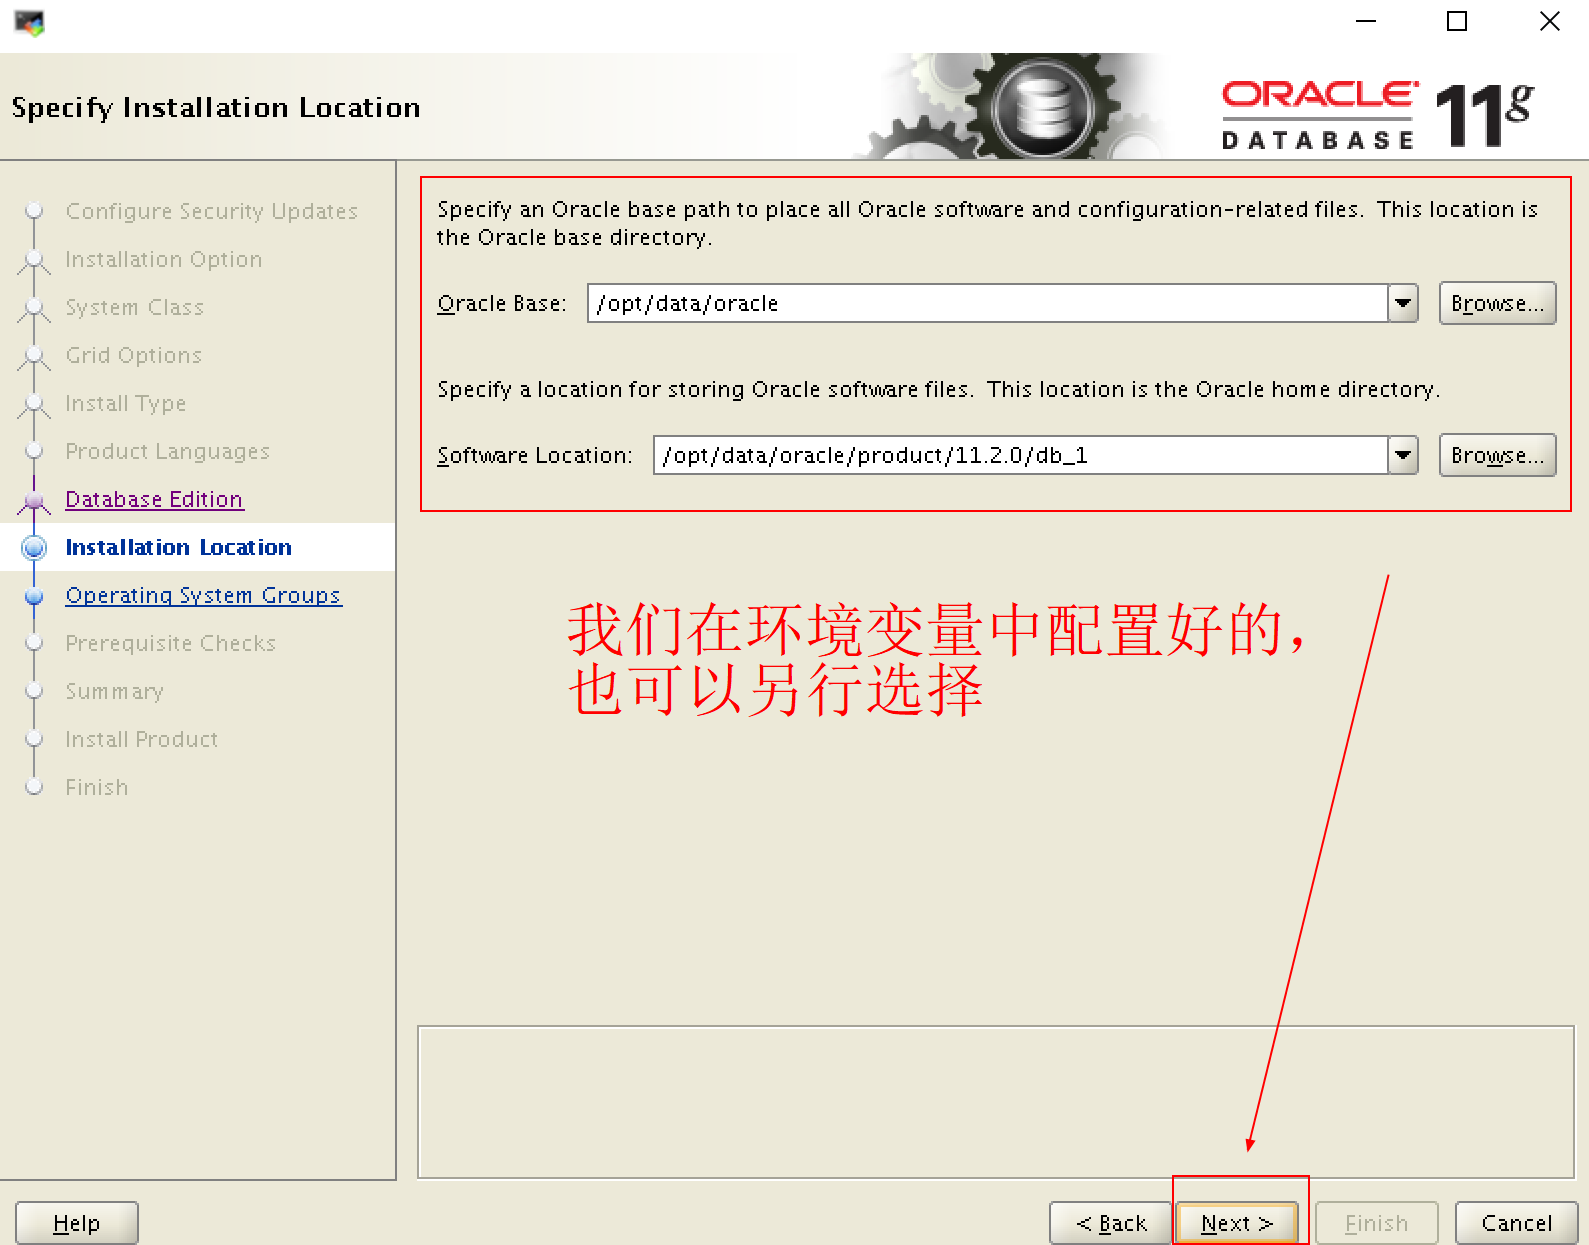 Specify Installation Location
ORACLE
DATABASE
11g
Configure Security Updates
Installation Option
System Class
Grid Options
Install Type
Product Languages
Database Edition
Installation Location
Operating System Groups
Prerequisite Checks
Summary
Install Product
Finish
Specify an Oracle base path to place all Oracle software and configuration-related files.  This location is
the Oracle base directory.
Oracle Base: /opt/data/oracle Browse...
Specify a location for storing Oracle software files.  This location is the Oracle home directory.
Software Location: /opt/data/oracle/product/11.2.0/db_1 Browse...
我们在环境变量中配置好的，
也可以另行选择
Help < Back Next > Finish Cancel